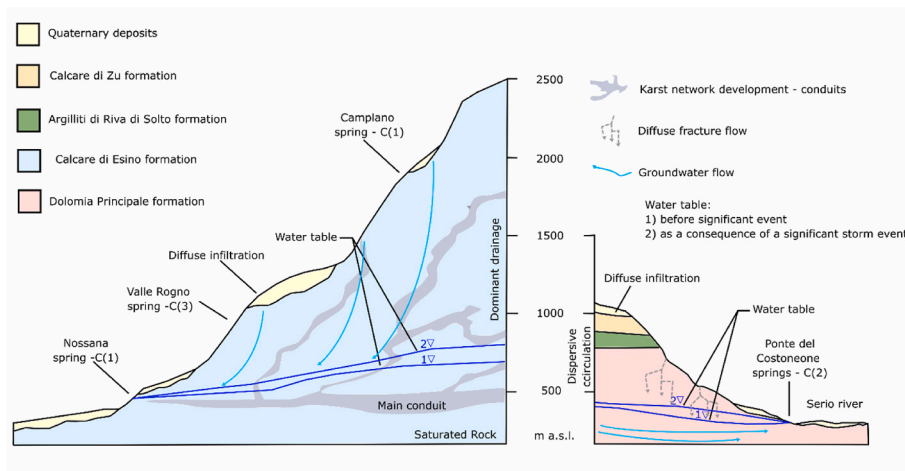 Quaternary deposits
Calcare di Zu formation
Argilliti di Riva di Solto formation
Calcare di Esino formation
Dolomia Principale formation
Camplano
spring - C(1)
Water table
Diffuse infiltration
Valle Rogno
spring -C(3)
Nossana
spring -C(1)
2▽
1▽
Main conduit
Saturated Rock
Dominant drainage
2500
2000
1500
1000
500
m a.s.l.
Karst network development - conduits
Diffuse fracture flow
Groundwater flow
Water table:
1) before significant event
2) as a consequence of a significant storm event
Diffuse infiltration
Water table
Ponte del
Costoneone
springs - C(2)
Serio river
Dispersive
ccirculation
2▽
1▽